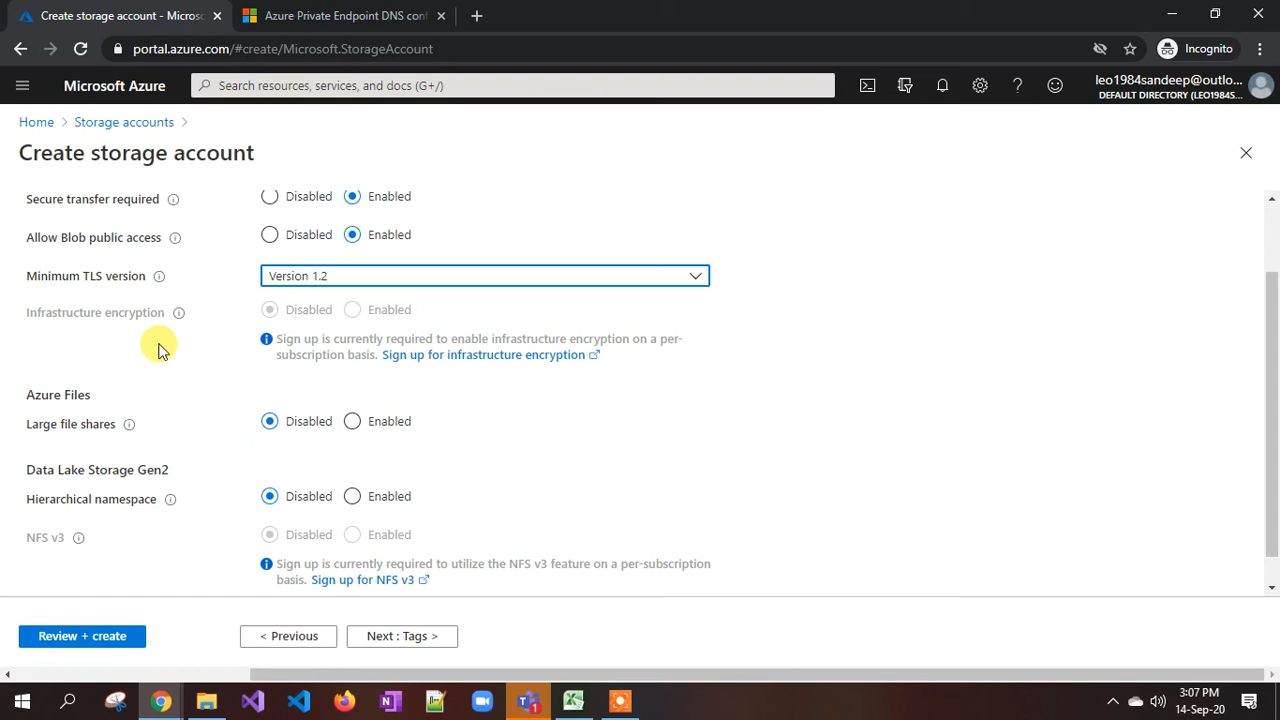 Create storage account - Microso
Azure Private Endpoint DNS conf
portal.azure.com/#create/Microsoft.StorageAccount
Incognito
Microsoft Azure
Search resources, services, and docs (G+/)
leo1984sandeep@outlo...
DEFAULT DIRECTORY (LEO1984S...
Home > Storage accounts >
Create storage account
Secure transfer required Disabled Enabled
Allow Blob public access Disabled Enabled
Minimum TLS version Version 1.2
Infrastructure encryption Disabled Enabled
Sign up is currently required to enable infrastructure encryption on a per-
subscription basis. Sign up for infrastructure encryption
Azure Files
Large file shares Disabled Enabled
Data Lake Storage Gen2
Hierarchical namespace Disabled Enabled
NFS v3 Disabled Enabled
Sign up is currently required to utilize the NFS v3 feature on a per-subscription
basis. Sign up for NFS v3
Review + create < Previous Next : Tags >
3:07 PM
14-Sep-20